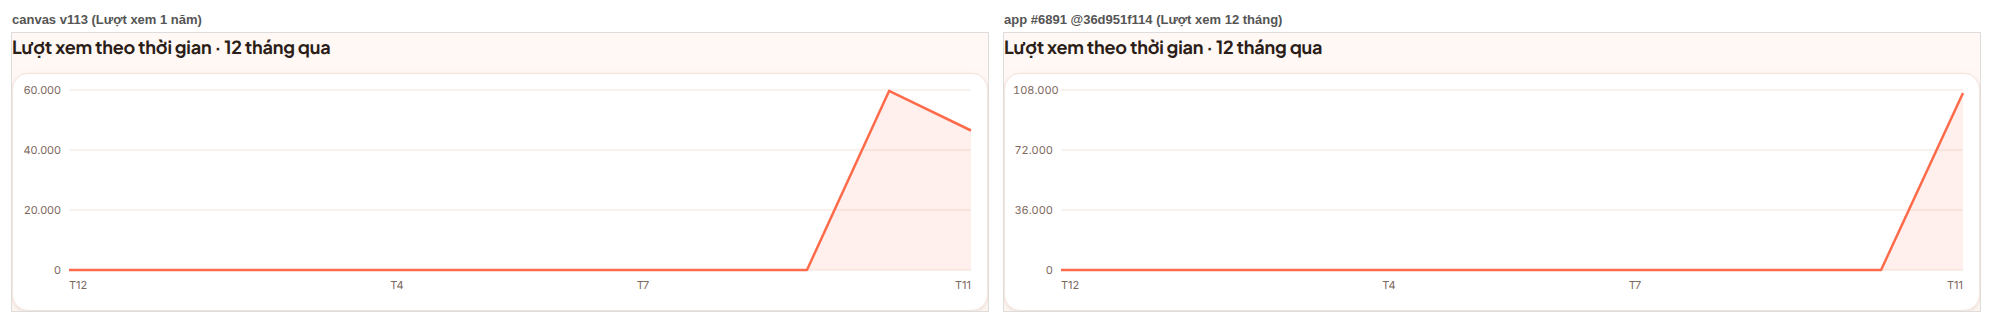 canvas v113 (Lượt xem 1 năm)
Lượt xem theo thời gian · 12 tháng qua
60.000
40.000
20.000
0
T12 T4 T7 T11
app #6891 @36d951f114 (Lượt xem 12 tháng)
Lượt xem theo thời gian · 12 tháng qua
108.000
72.000
36.000
0
T12 T4 T7 T11